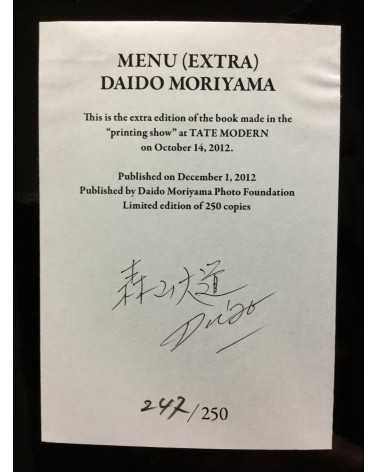 MENU (EXTRA)
DAIDO MORIYAMA
This is the extra edition of the book made in the
“printing show” at TATE MODERN
on October 14, 2012.
Published on December 1, 2012
Published by Daido Moriyama Photo Foundation
Limited edition of 250 copies
森山大道
Daido
247/250